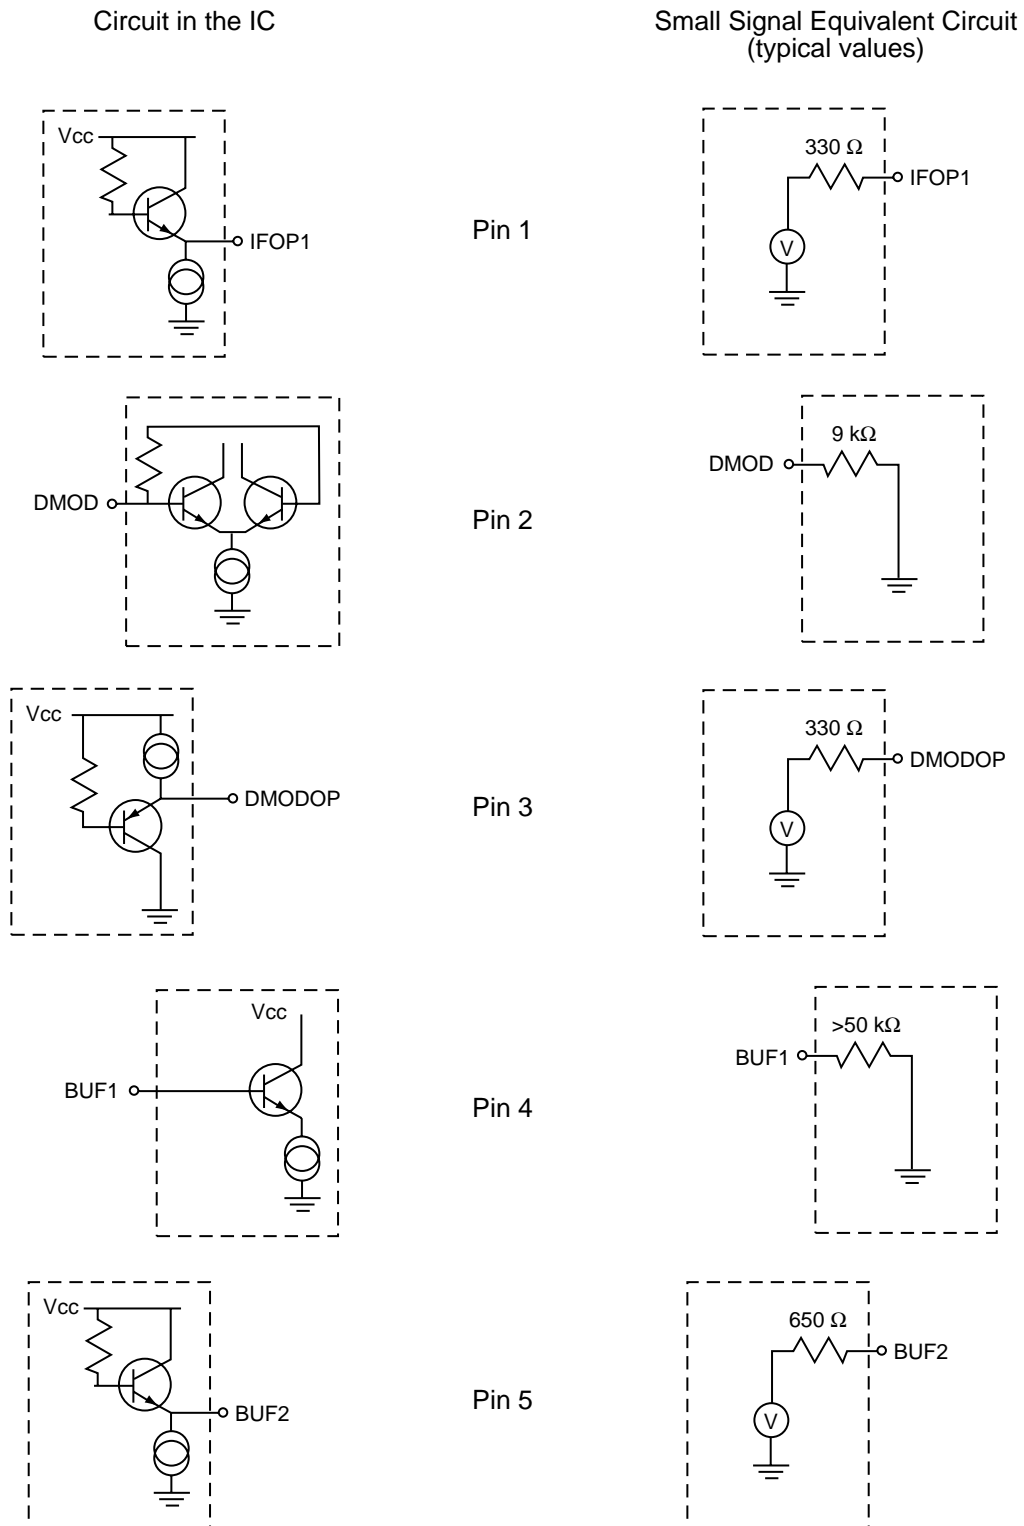 Circuit in the IC
Small Signal Equivalent Circuit
(typical values)
Vcc
IFOP1
Pin 1
330 Ω
V
IFOP1
DMOD
Pin 2
9 kΩ
DMOD
Vcc
DMODOP
Pin 3
330 Ω
V
DMODOP
Vcc
BUF1
Pin 4
>50 kΩ
BUF1
Vcc
BUF2
Pin 5
650 Ω
V
BUF2